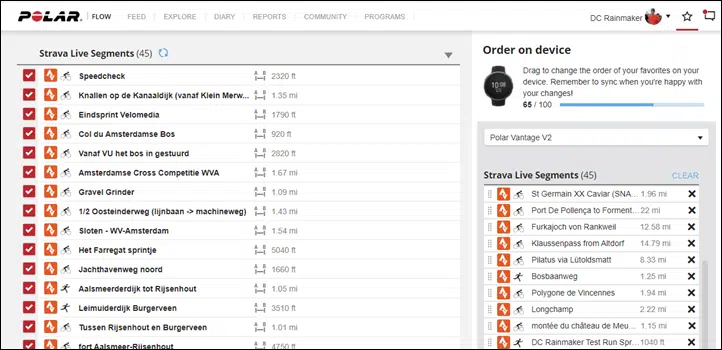 POLAR FLOW FEED EXPLORE DIARY REPORTS COMMUNITY PROGRAMS DC Rainmaker
Strava Live Segments (45)
Speedcheck 2320 ft
Knallen op de Kanaaldijk (vanaf Klein Merw... 1.35 mi
Eindsprint Velomedia 1790 ft
Col du Amsterdamse Bos 920 ft
Vanaf VU het bos in gestuurd 2820 ft
Amsterdamse Cross Competitie WVA 1.67 mi
Gravel Grinder 1.09 mi
1/2 Oosteinderweg (lijnbaan -> machineweg) 1.43 mi
Sloten - WV-Amsterdam 1.54 mi
Het Farregat sprintje 5040 ft
Jachthavenweg noord 1660 ft
Aalsmeerderdijk tot Rijsenhout 1.05 mi
Leimuiderdijk Burgerveen 3510 ft
Tussen Rijsenhout en Burgerveen 1.01 mi
fort Aalsmeer-Rijsenhout 4750 ft
Order on device
Drag to change the order of your favorites on your
device. Remember to sync when you're happy with
your changes!
65 / 100
Polar Vantage V2
Strava Live Segments (45) CLEAR
St Germain XX Caviar (SNA... 1.96 mi
Port De Pollença to Forment... 22 mi
Furkajoch von Rankweil 12.58 mi
Klaussenpass from Altdorf 14.79 mi
Pilatus via Lütoldsmatt 8.33 mi
Bosbaanweg 1.25 mi
Polygone de Vincennes 1.94 mi
Longchamp 2.22 mi
montée du château de Meu... 1.15 mi
DC Rainmaker Test Run Spr... 1040 ft